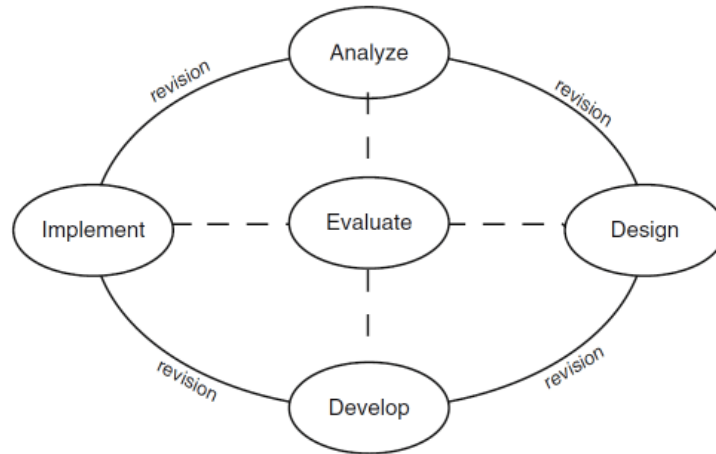 Analyze
revision
revision
Implement
Evaluate
Design
revision
revision
Develop